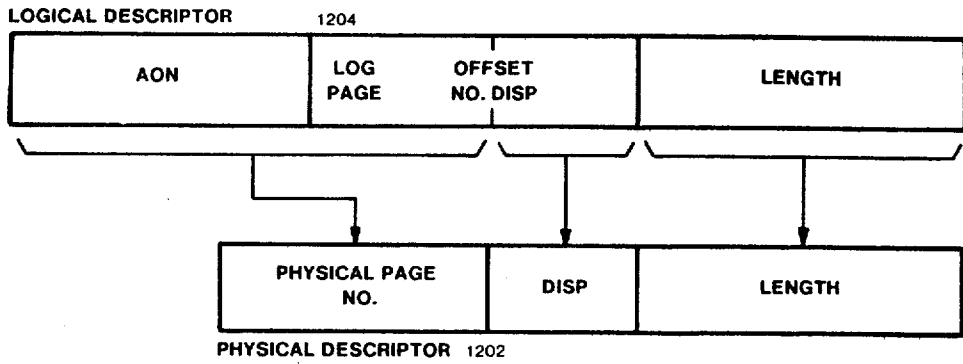 LOGICAL DESCRIPTOR 1204
AON
LOG PAGE
OFFSET
NO. DISP
LENGTH
PHYSICAL PAGE
NO.
DISP
LENGTH
PHYSICAL DESCRIPTOR 1202